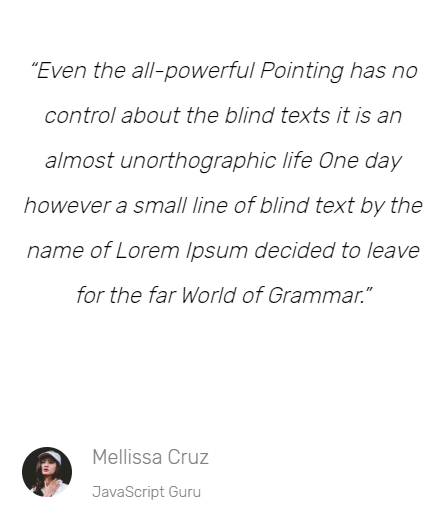 “Even the all-powerful Pointing has no
control about the blind texts it is an
almost unorthographic life One day
however a small line of blind text by the
name of Lorem Ipsum decided to leave
for the far World of Grammar.”
Mellissa Cruz
JavaScript Guru